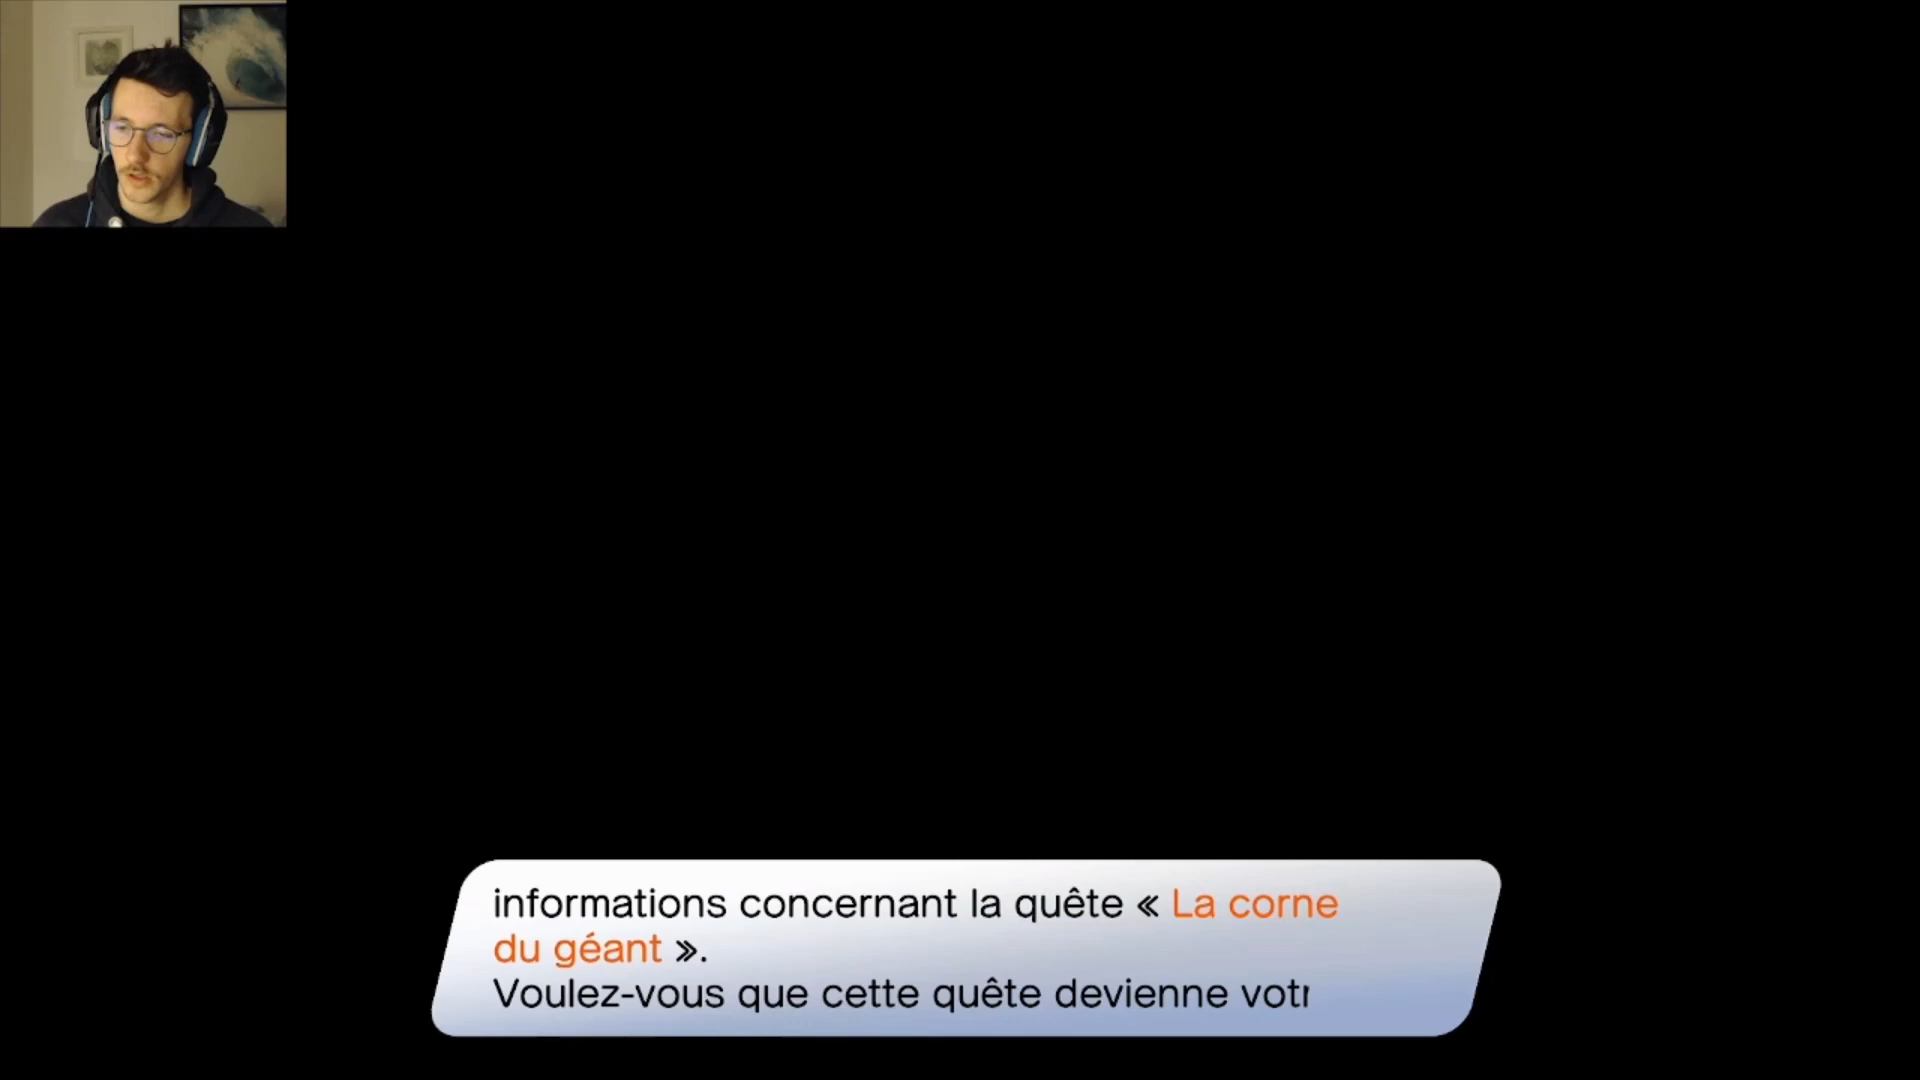 informations concernant la quête « La corne
du géant ».
Voulez-vous que cette quête devienne votr